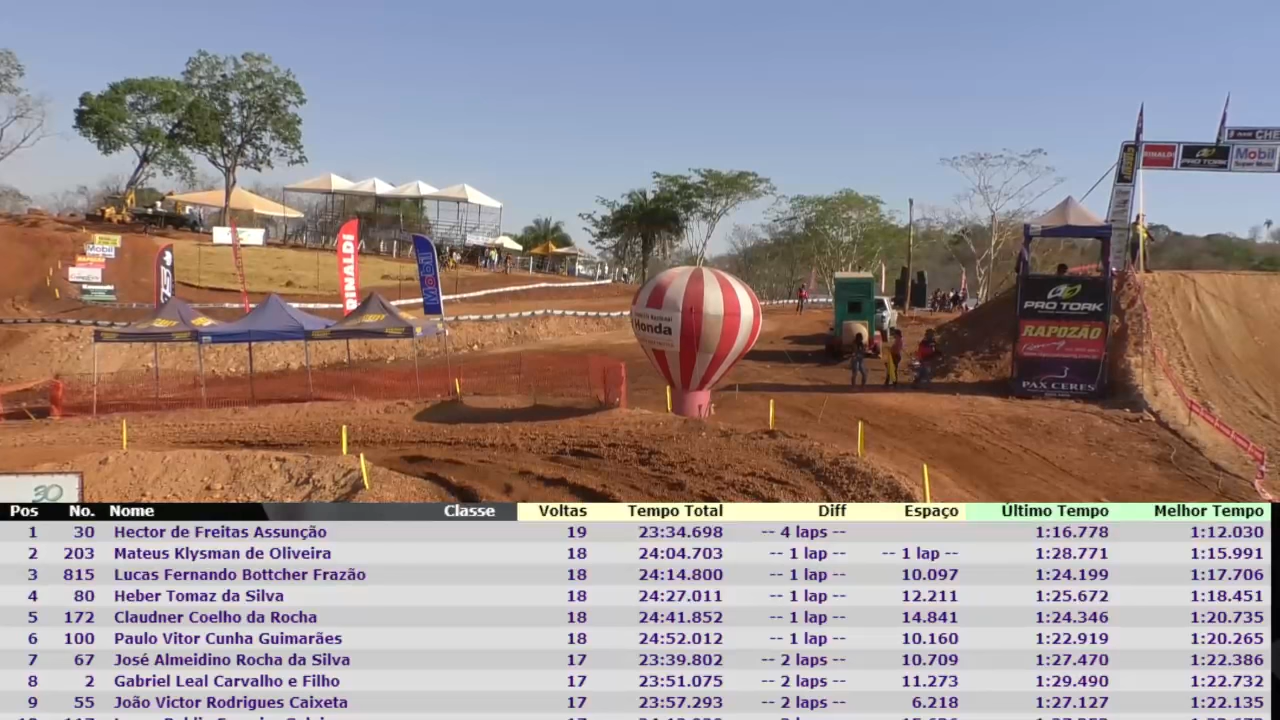 CHE
RINALDI
PRO TORK
Mobil
Super Moto
Mobil
RINALDI
Mobil
Honda
PRO TORK
RAPOZÃO
PAX CERES
30
Pos No. Nome Classe Voltas Tempo Total Diff Espaço Último Tempo Melhor Tempo
1 30 Hector de Freitas Assunção 19 23:34.698 -- 4 laps -- 1:16.778 1:12.030
2 203 Mateus Klysman de Oliveira 18 24:04.703 -- 1 lap -- -- 1 lap -- 1:28.771 1:15.991
3 815 Lucas Fernando Bottcher Frazão 18 24:14.800 -- 1 lap -- 10.097 1:24.199 1:17.706
4 80 Heber Tomaz da Silva 18 24:27.011 -- 1 lap -- 12.211 1:25.672 1:18.451
5 172 Claudner Coelho da Rocha 18 24:41.852 -- 1 lap -- 14.841 1:24.346 1:20.735
6 100 Paulo Vitor Cunha Guimarães 18 24:52.012 -- 1 lap -- 10.160 1:22.919 1:20.265
7 67 José Almeidino Rocha da Silva 17 23:39.802 -- 2 laps -- 10.709 1:27.470 1:22.386
8 2 Gabriel Leal Carvalho e Filho 17 23:51.075 -- 2 laps -- 11.273 1:29.490 1:22.732
9 55 João Victor Rodrigues Caixeta 17 23:57.293 -- 2 laps -- 6.218 1:27.127 1:22.135